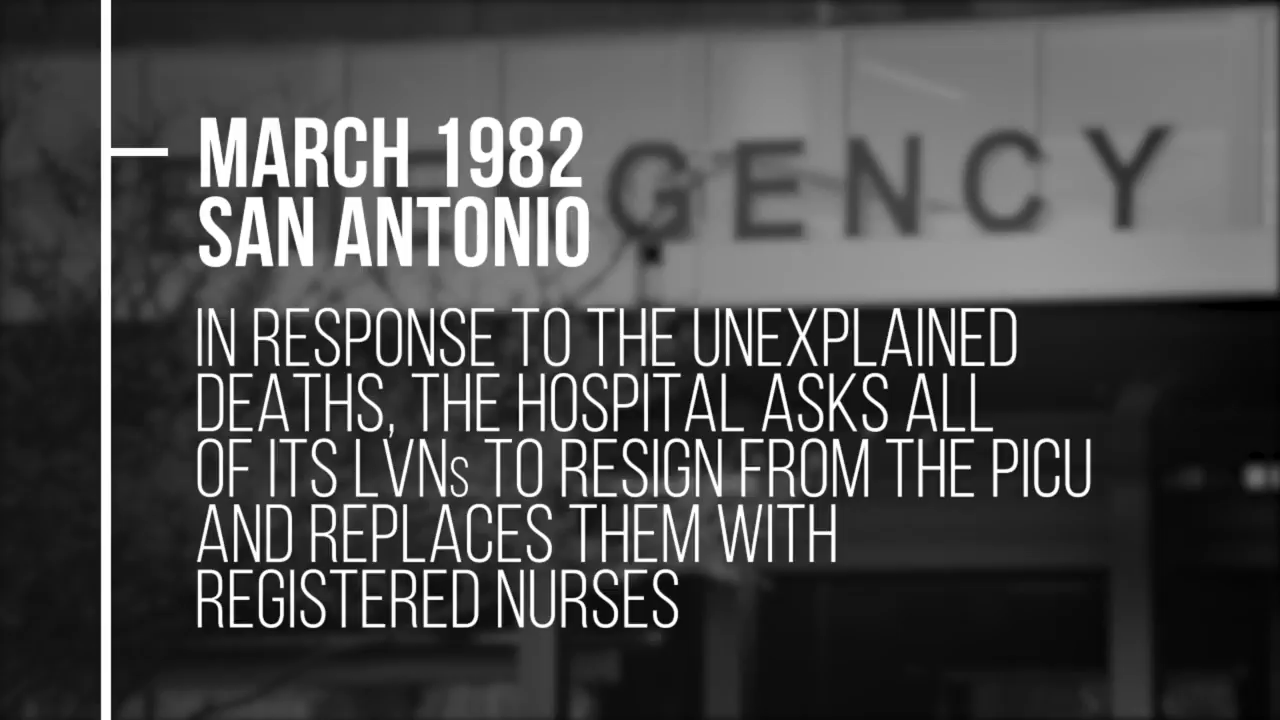 MARCH 1982
SAN ANTONIO
IN RESPONSE TO THE UNEXPLAINED
DEATHS, THE HOSPITAL ASKS ALL
OF ITS LVNs TO RESIGN FROM THE PICU
AND REPLACES THEM WITH
REGISTERED NURSES
GENCY